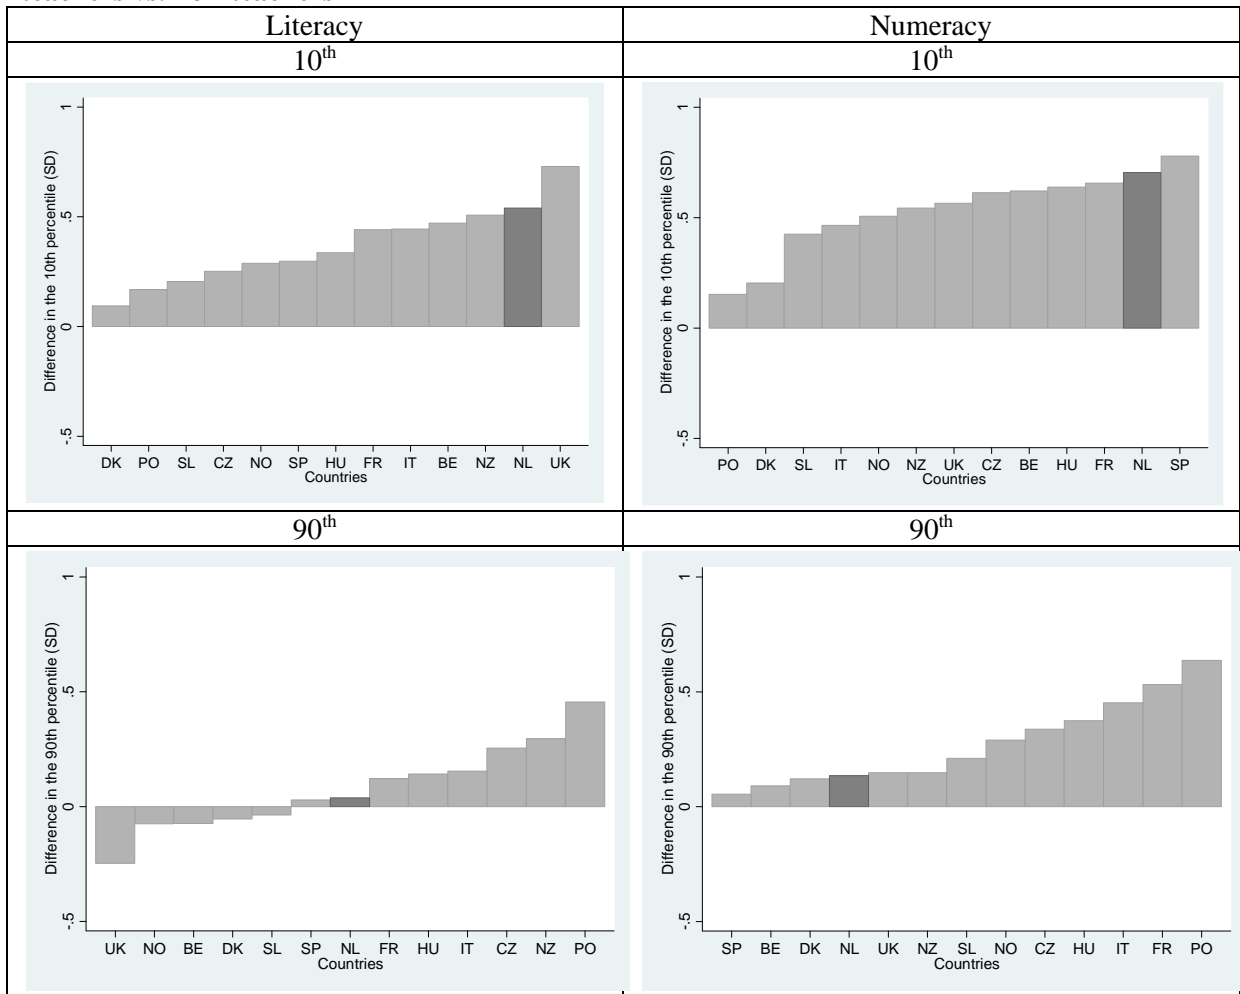 Literacy
Numeracy
10th
10th
Difference in the 10th percentile (SD)
1
.5
0
-.5
DK PO SL CZ NO SP HU FR IT BE NZ NL UK
Countries
Difference in the 10th percentile (SD)
1
.5
0
-.5
PO DK SL IT NO NZ UK CZ BE HU FR NL SP
Countries
90th
90th
Difference in the 90th percentile (SD)
1
.5
0
-.5
UK NO BE DK SL SP NL FR HU IT CZ NZ PO
Countries
Difference in the 90th percentile (SD)
1
.5
0
-.5
SP BE DK NL UK NZ SL NO CZ HU IT FR PO
Countries